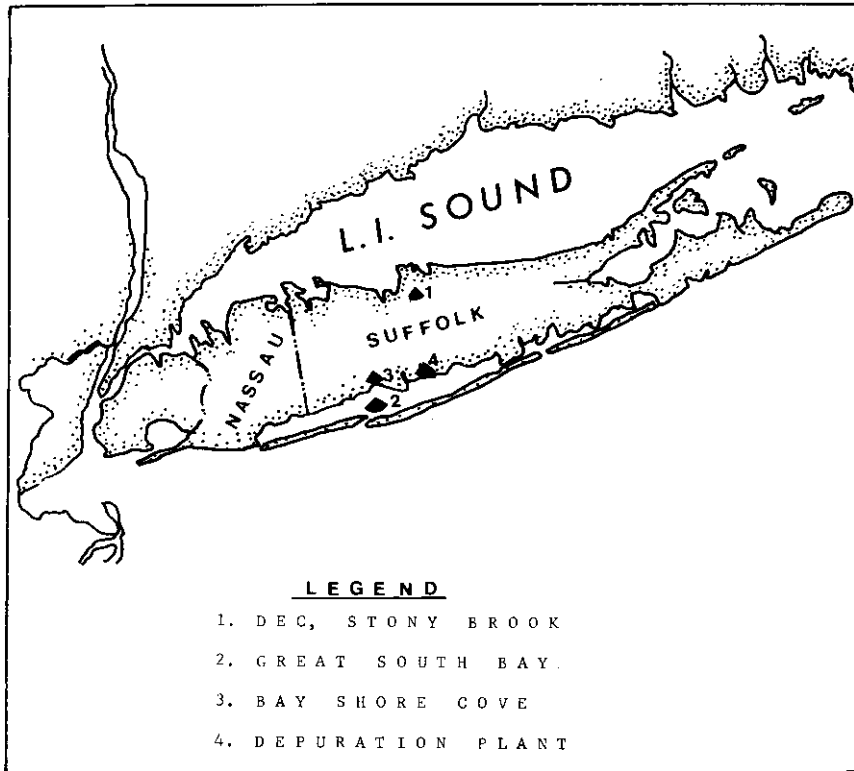 L.I. SOUND
1
SUFFOLK
NASSAU
3
4
2
LEGEND
1. DEC, STONY BROOK
2. GREAT SOUTH BAY
3. BAY SHORE COVE
4. DEPURATION PLANT